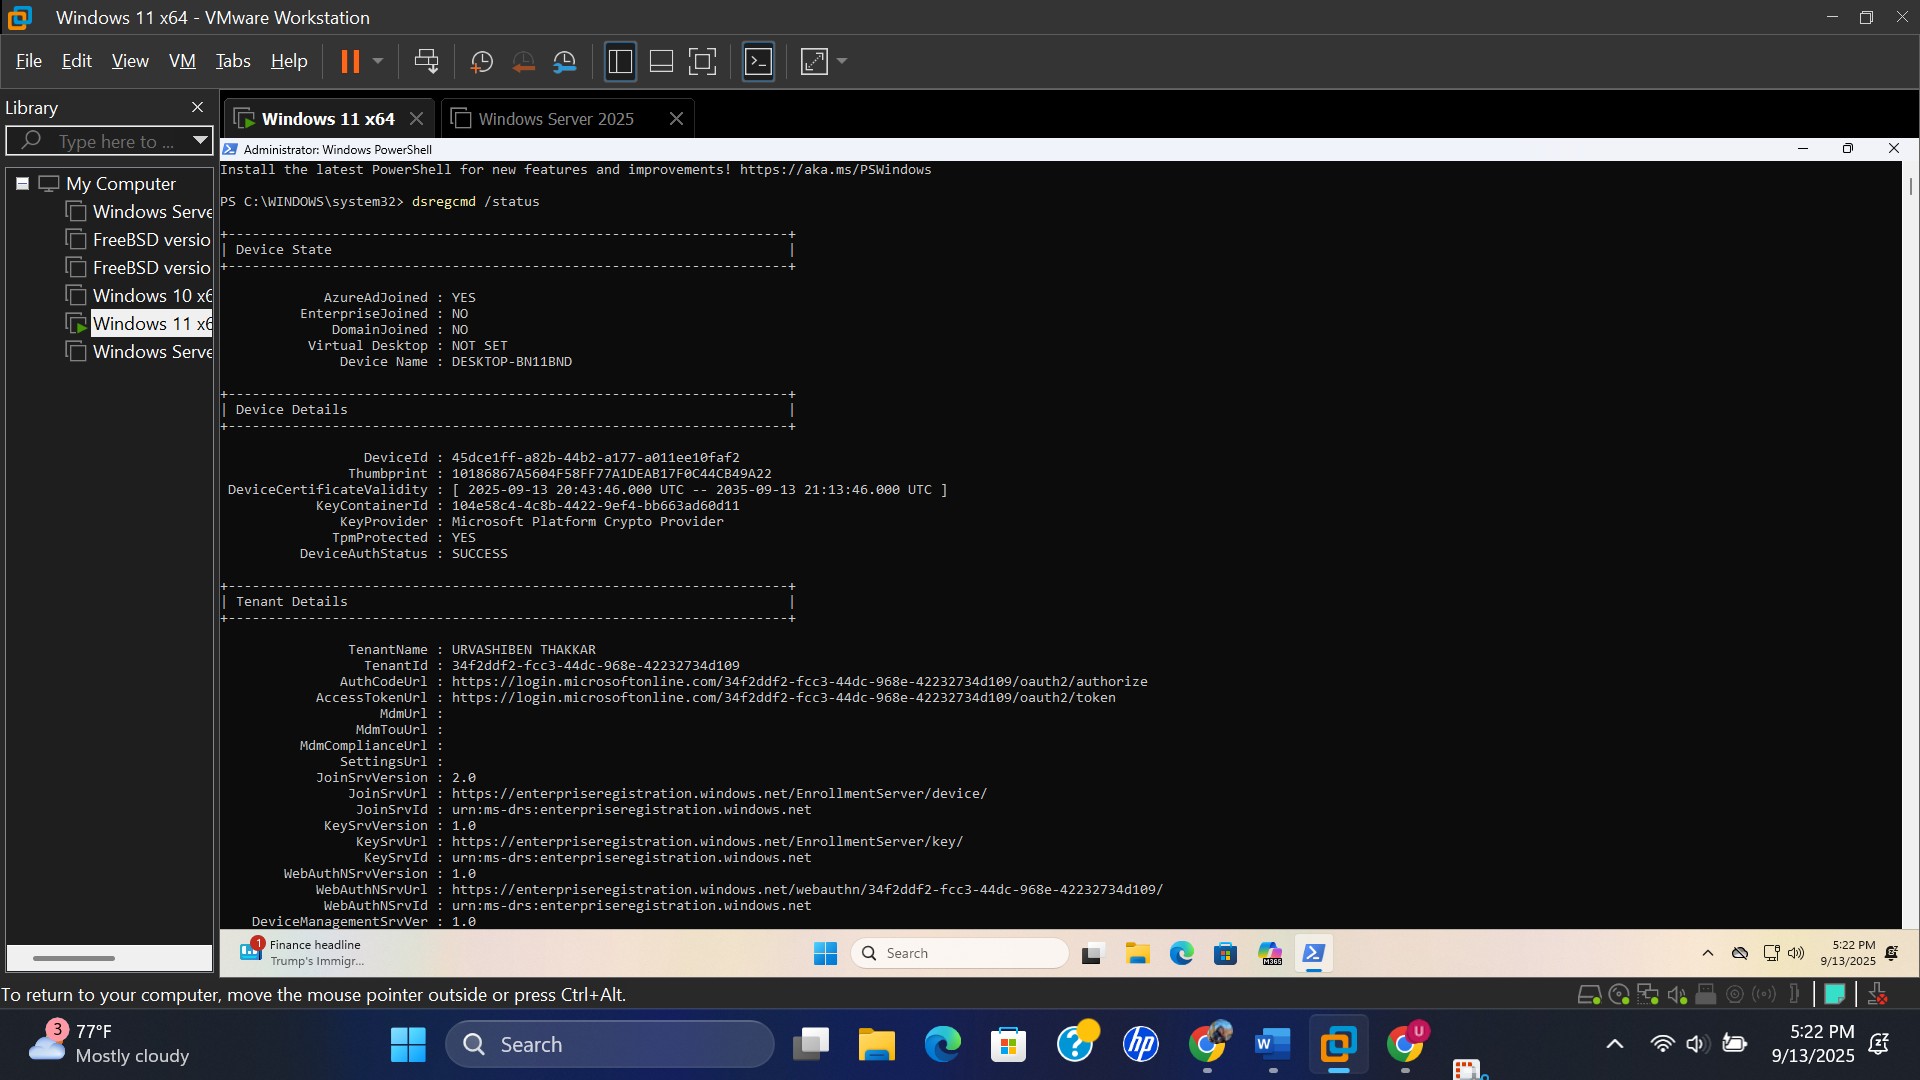 Windows 11 x64 - VMware Workstation
File Edit View VM Tabs Help
Library
Type here to ...
My Computer
Windows Serve
FreeBSD versio
FreeBSD versio
Windows 10 x6
Windows 11 x6
Windows Serve
Windows 11 x64
Windows Server 2025
Administrator: Windows PowerShell
Install the latest PowerShell for new features and improvements! https://aka.ms/PSWindows
PS C:\WINDOWS\system32> dsregcmd /status
+----------------------------------------------------------------------+
| Device State                                                         |
+----------------------------------------------------------------------+
AzureAdJoined : YES
EnterpriseJoined : NO
DomainJoined : NO
Virtual Desktop : NOT SET
Device Name : DESKTOP-BN11BND
+----------------------------------------------------------------------+
| Device Details                                                       |
+----------------------------------------------------------------------+
DeviceId : 45dce1ff-a82b-44b2-a177-a011ee10faf2
Thumbprint : 10186867A5604F58FF77A1DEAB17F0C44CB49A22
DeviceCertificateValidity : [ 2025-09-13 20:43:46.000 UTC -- 2035-09-13 21:13:46.000 UTC ]
KeyContainerId : 104e58c4-4c8b-4422-9ef4-bb663ad60d11
KeyProvider : Microsoft Platform Crypto Provider
TpmProtected : YES
DeviceAuthStatus : SUCCESS
+----------------------------------------------------------------------+
| Tenant Details                                                       |
+----------------------------------------------------------------------+
TenantName : URVASHIBEN THAKKAR
TenantId : 34f2ddf2-fcc3-44dc-968e-42232734d109
AuthCodeUrl : https://login.microsoftonline.com/34f2ddf2-fcc3-44dc-968e-42232734d109/oauth2/authorize
AccessTokenUrl : https://login.microsoftonline.com/34f2ddf2-fcc3-44dc-968e-42232734d109/oauth2/token
MdmUrl :
MdmTouUrl :
MdmComplianceUrl :
SettingsUrl :
JoinSrvVersion : 2.0
JoinSrvUrl : https://enterpriseregistration.windows.net/EnrollmentServer/device/
JoinSrvId : urn:ms-drs:enterpriseregistration.windows.net
KeySrvVersion : 1.0
KeySrvUrl : https://enterpriseregistration.windows.net/EnrollmentServer/key/
KeySrvId : urn:ms-drs:enterpriseregistration.windows.net
WebAuthNSrvVersion : 1.0
WebAuthNSrvUrl : https://enterpriseregistration.windows.net/webauthn/34f2ddf2-fcc3-44dc-968e-42232734d109/
WebAuthNSrvId : urn:ms-drs:enterpriseregistration.windows.net
DeviceManagementSrvVer : 1.0
1
Finance headline
Trump's Immigr...
Search
M365
5:22 PM
9/13/2025
To return to your computer, move the mouse pointer outside or press Ctrl+Alt.
3
77°F
Mostly cloudy
Search
hp
W
U
5:22 PM
9/13/2025